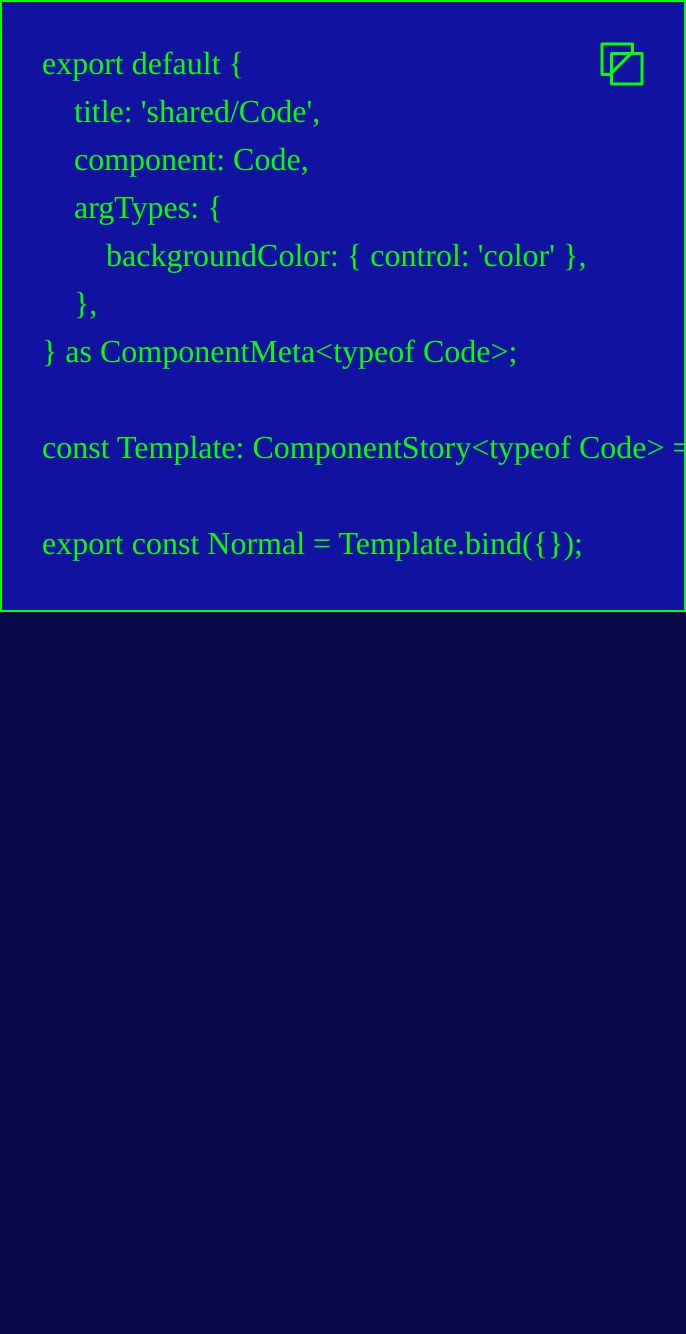 export default {
    title: 'shared/Code',
    component: Code,
    argTypes: {
        backgroundColor: { control: 'color' },
    },
} as ComponentMeta<typeof Code>;
const Template: ComponentStory<typeof Code> =
export const Normal = Template.bind({});